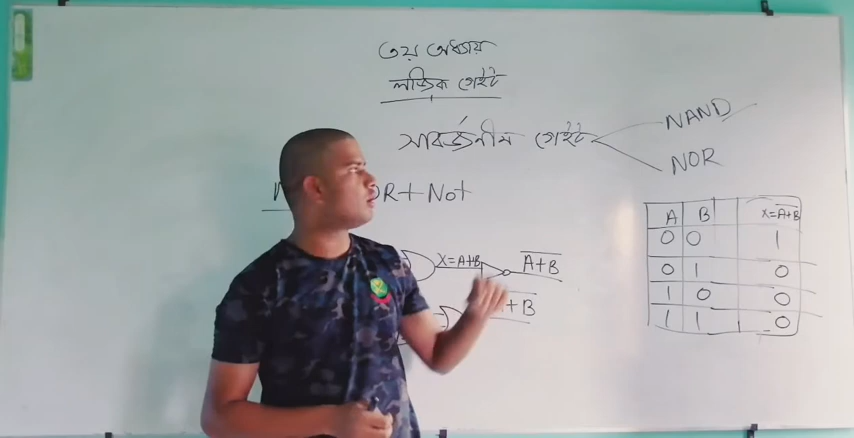 ৩য় অধ্যায়
লজিক গেইট
সার্বজনীন গেইট
NAND
NOR
OR + Not
X=A+B
A̅+̅B̅
+B
A B X=A̅+̅B̅
0 0 1
0 1 0
1 0 0
1 1 0